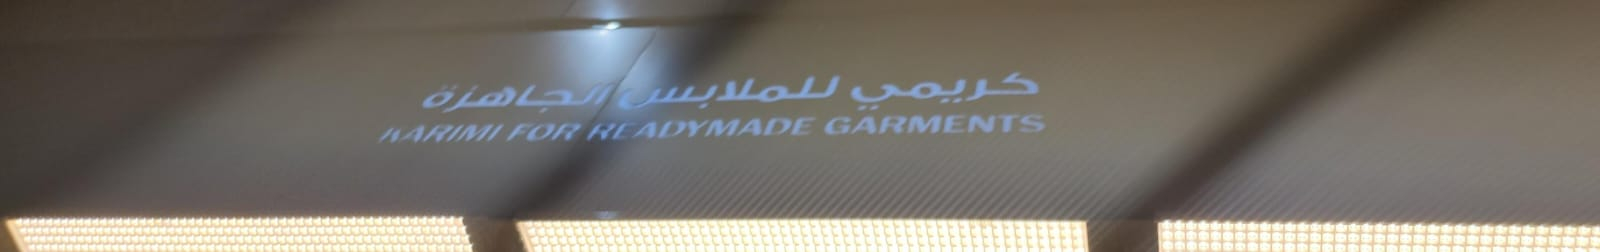 كريمي للملابس الجاهزة
KARIMI FOR READYMADE GARMENTS